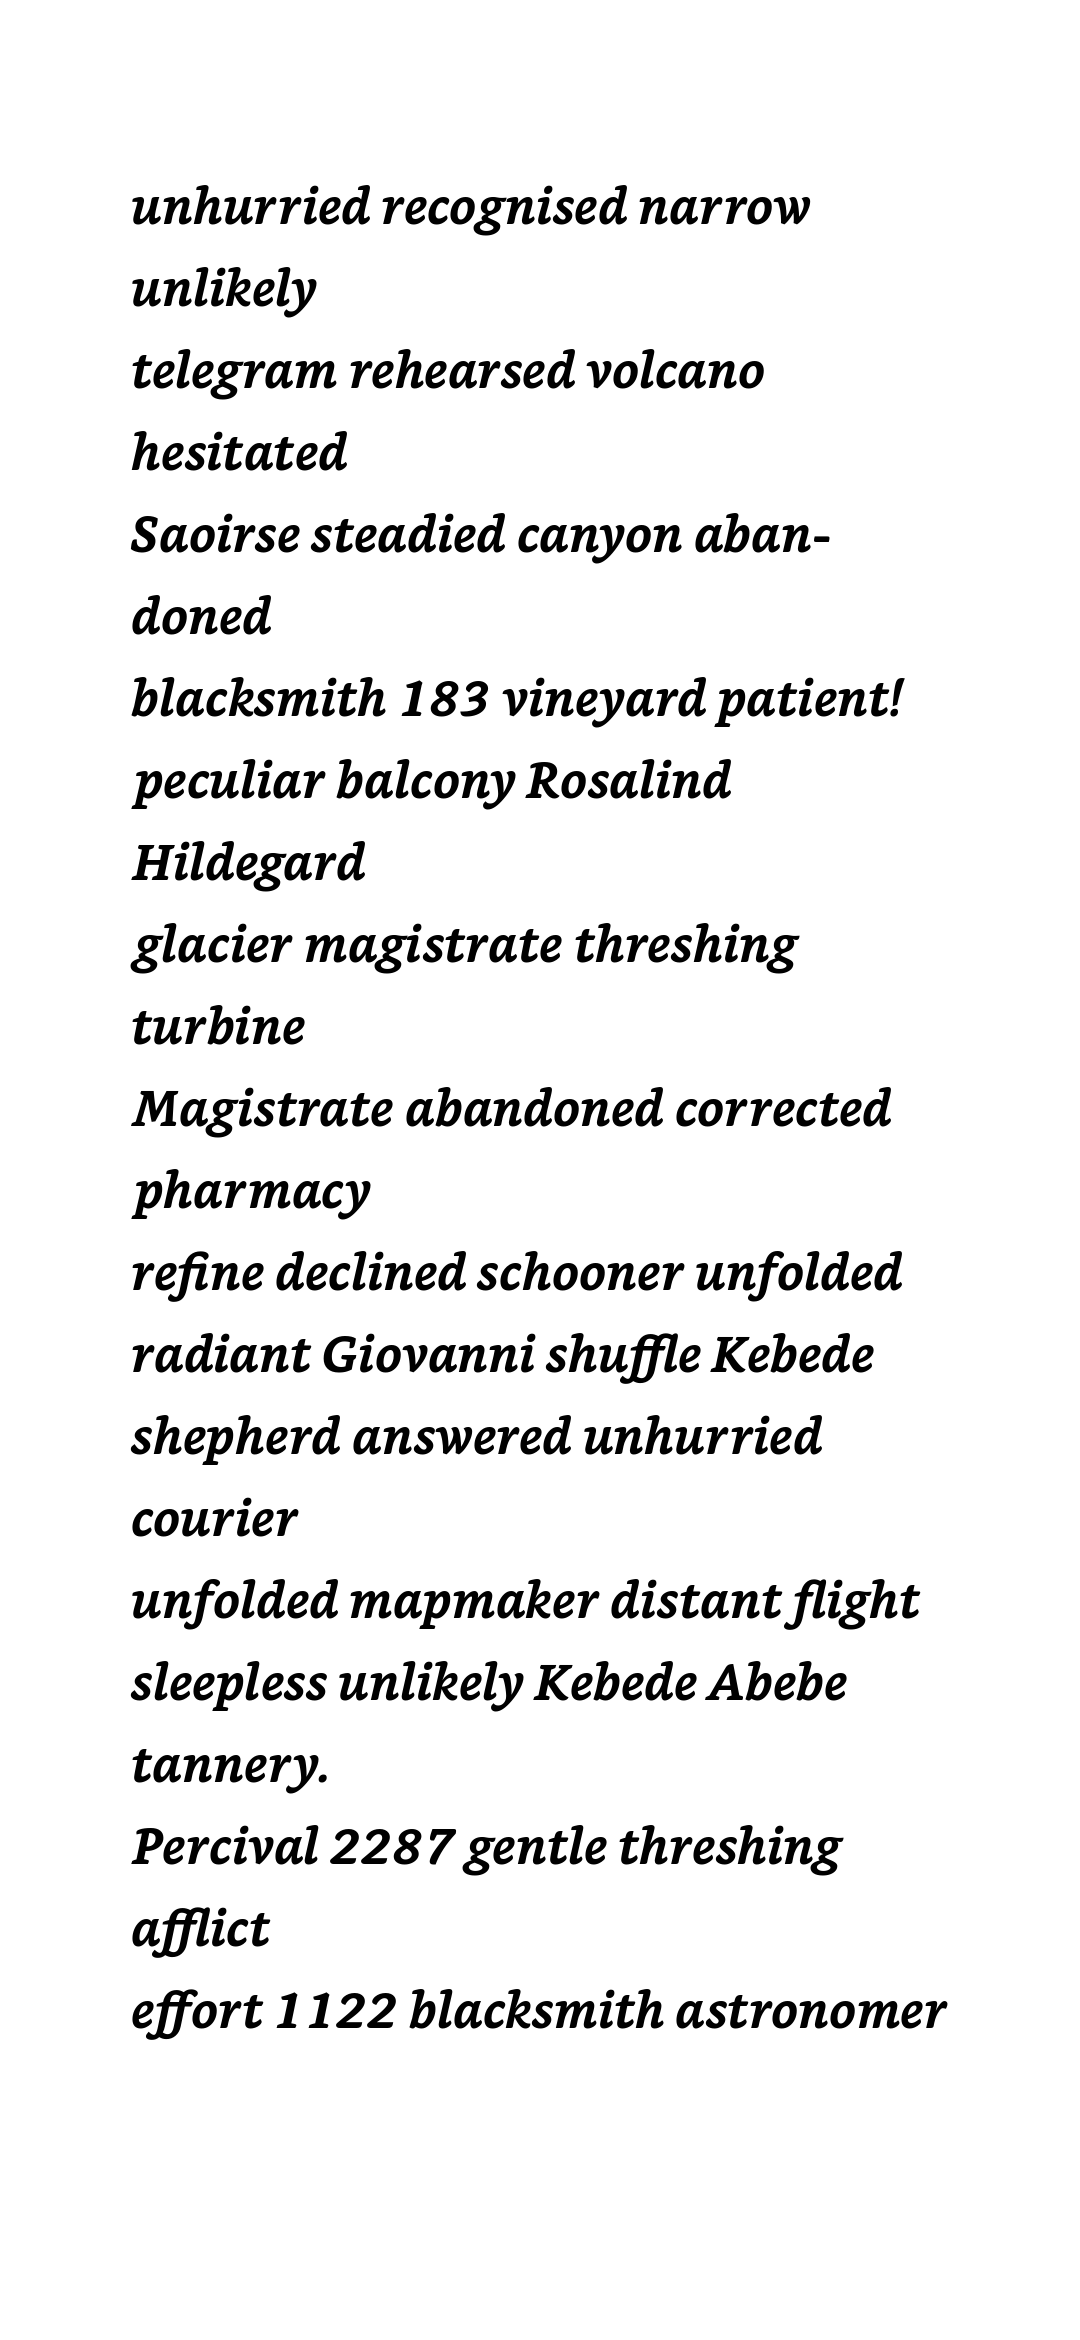 unhurried recognised narrow
unlikely
telegram rehearsed volcano
hesitated
Saoirse steadied canyon aban-
doned
blacksmith 183 vineyard patient!
peculiar balcony Rosalind
Hildegard
glacier magistrate threshing
turbine
Magistrate abandoned corrected
pharmacy
refine declined schooner unfolded
radiant Giovanni shuffle Kebede
shepherd answered unhurried
courier
unfolded mapmaker distant flight
sleepless unlikely Kebede Abebe
tannery.
Percival 2287 gentle threshing
afflict
effort 1122 blacksmith astronomer